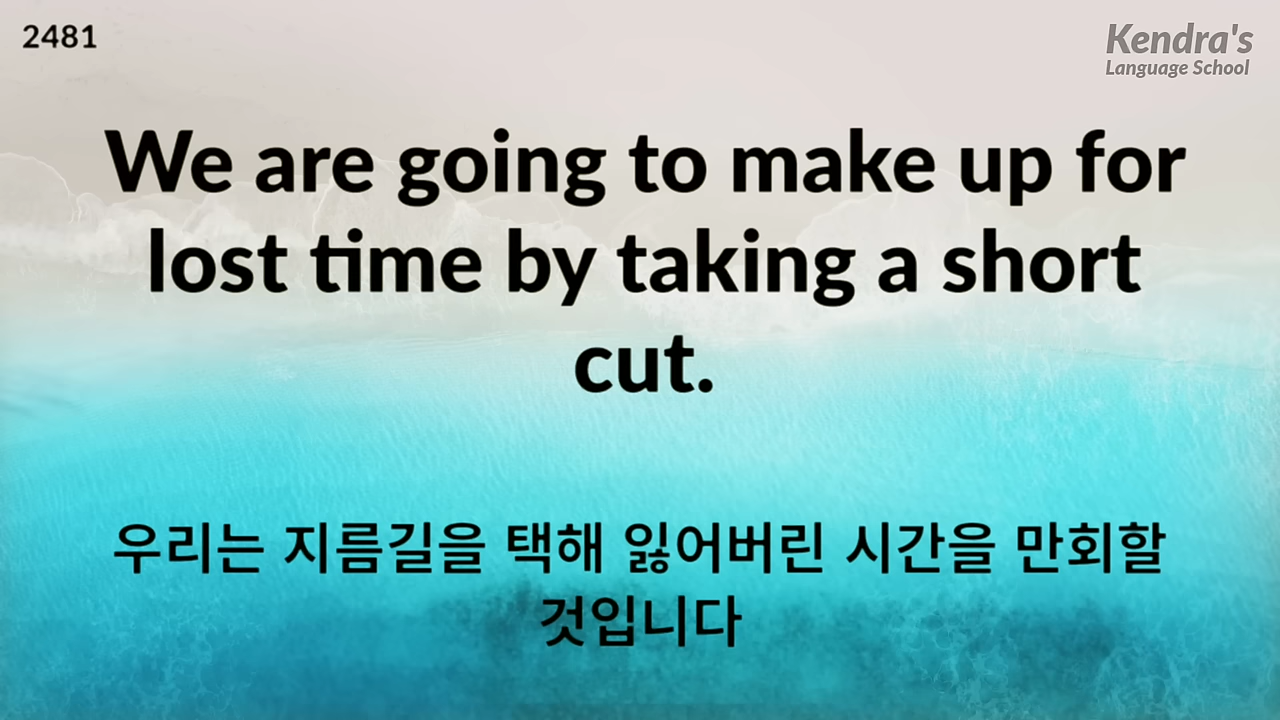 2481
Kendra's
Language School
We are going to make up for
lost time by taking a short
cut.
우리는 지름길을 택해 잃어버린 시간을 만회할
것입니다